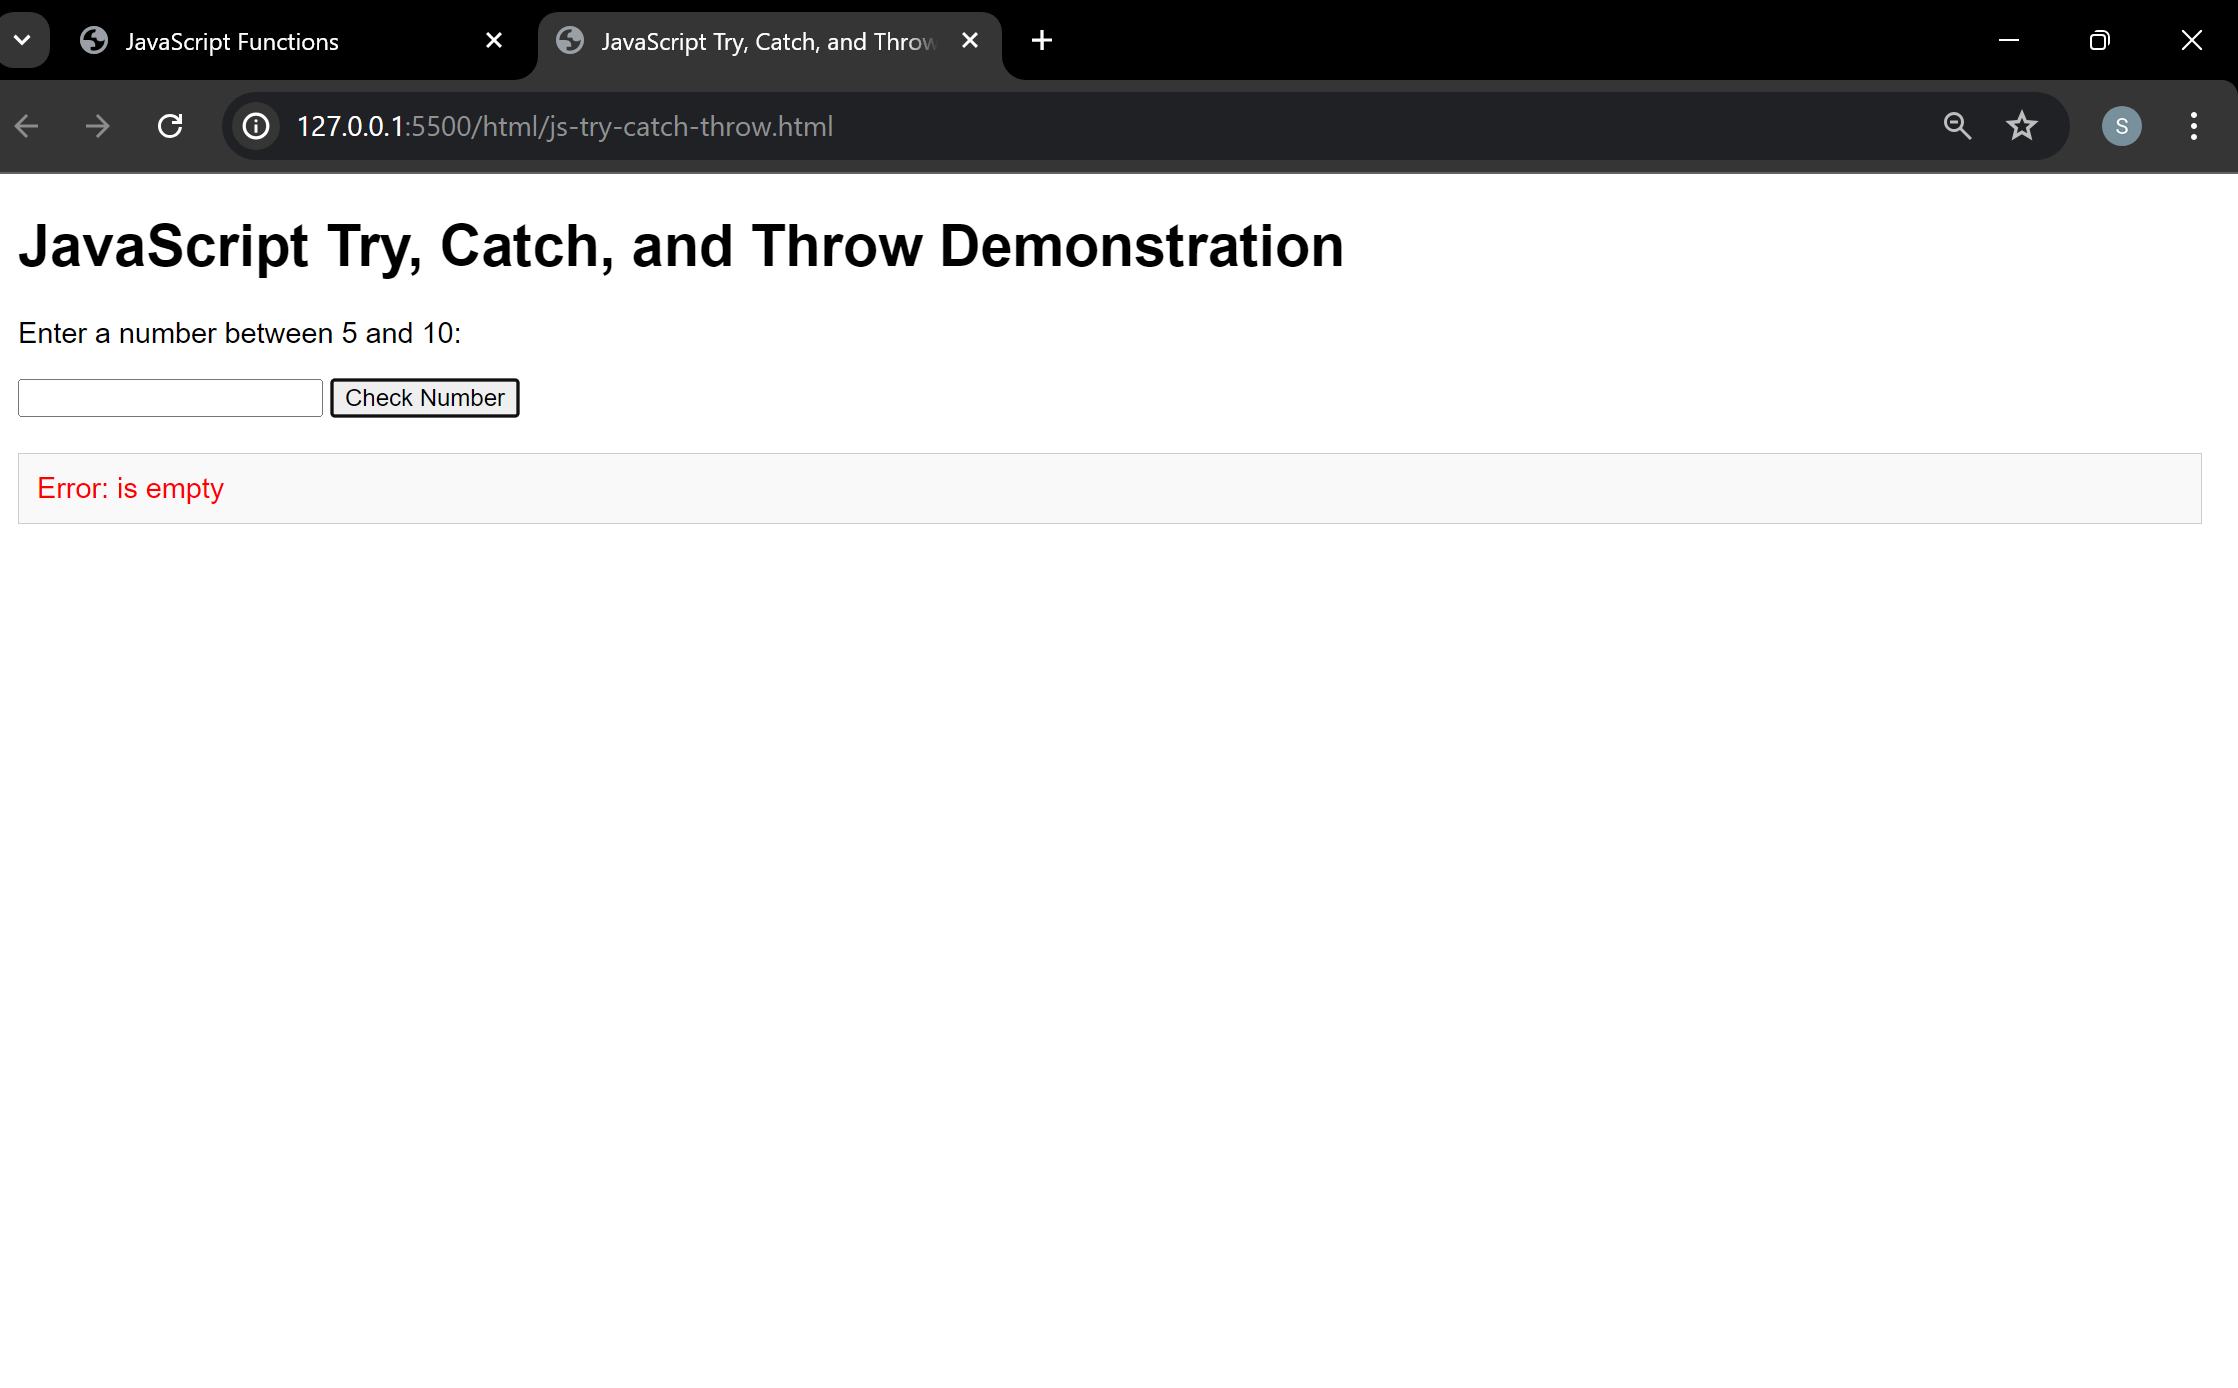 JavaScript Functions
JavaScript Try, Catch, and Throw
127.0.0.1:5500/html/js-try-catch-throw.html
S
JavaScript Try, Catch, and Throw Demonstration
Enter a number between 5 and 10:
Check Number
Error: is empty